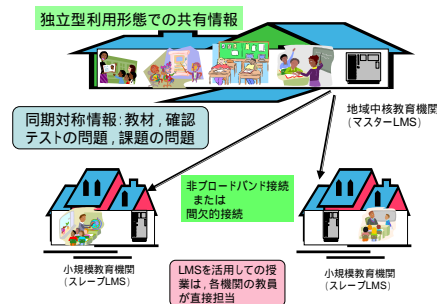 独立型利用形態での共有情報
地域中核教育機関
(マスターLMS)
同期対称情報:教材,確認
テストの問題,課題の問題
非ブロードバンド接続
または
間欠的接続
小規模教育機関
(スレーブLMS)
LMSを活用しての授
業は,各機関の教員
が直接担当
小規模教育機関
(スレーブLMS)